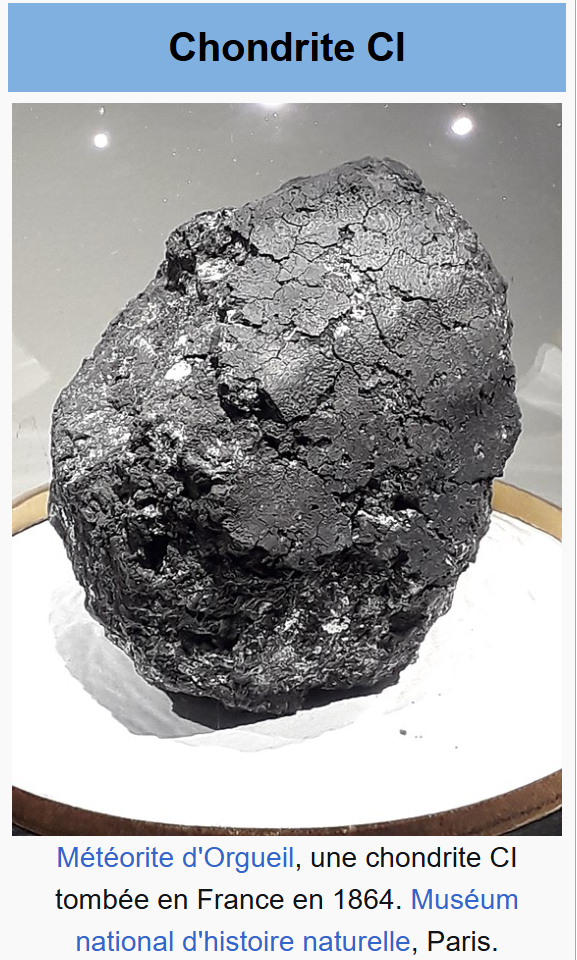 Chondrite CI
Météorite d'Orgueil, une chondrite CI
tombée en France en 1864. Muséum
national d'histoire naturelle, Paris.